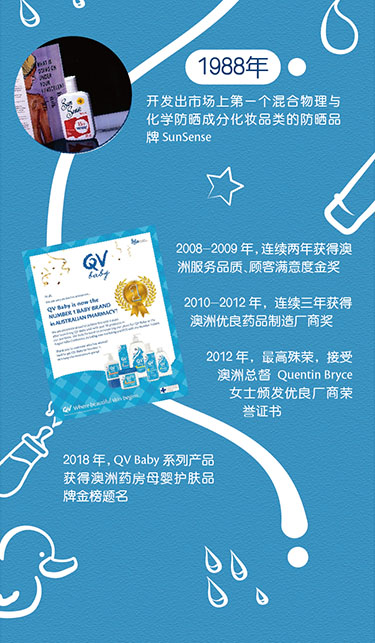 1988年
开发出市场上第一个混合物理与
化学防晒成分化妆品类的防晒品
牌 SunSense
Sun
Sense
2008-2009 年，连续两年获得澳
洲服务品质、顾客满意度金奖
2010-2012 年，连续三年获得
澳洲优良药品制造厂商奖
2012 年，最高殊荣，接受
澳洲总督 Quentin Bryce
女士颁发优良厂商荣
誉证书
QV
baby
QV Baby is now the
NUMBER 1 BABY BRAND
in AUSTRALIAN PHARMACY*
QV Where beautiful skin begins
2018 年，QV Baby 系列产品
获得澳洲药房母婴护肤品
牌金榜题名